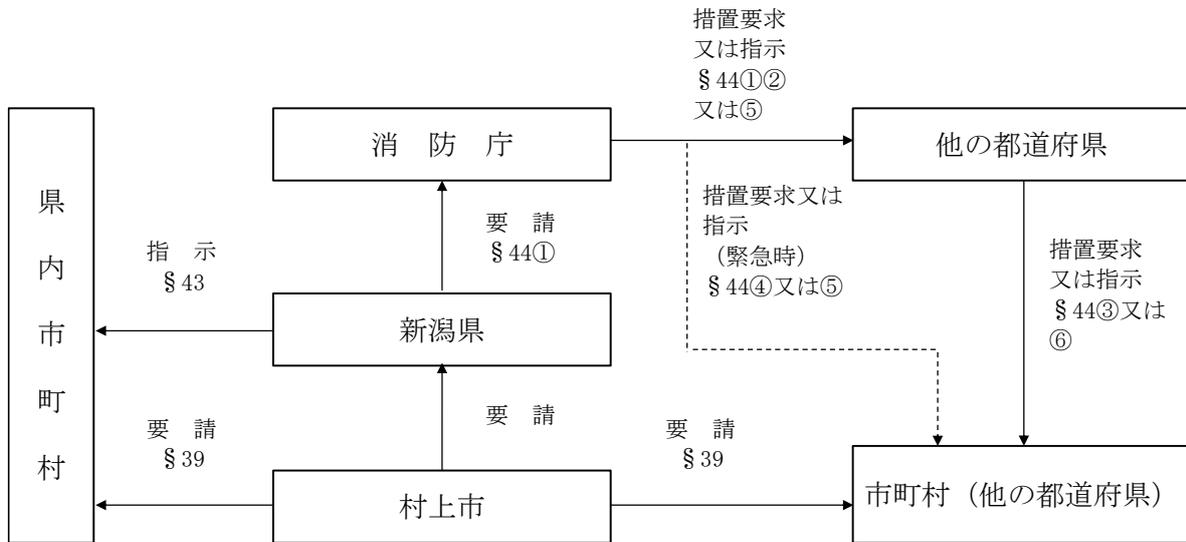 措置要求
又は指示
§44①②
又は⑤
消　防　庁
他の都道府県
県
内
市
町
村
指　示
§43
要　請
§44①
措置要求又は
指示
（緊急時）
§44④又は⑤
措置要求
又は指示
§44③又は
⑥
新潟県
要　請
§39
要　請
要　請
§39
村上市
市町村（他の都道府県）